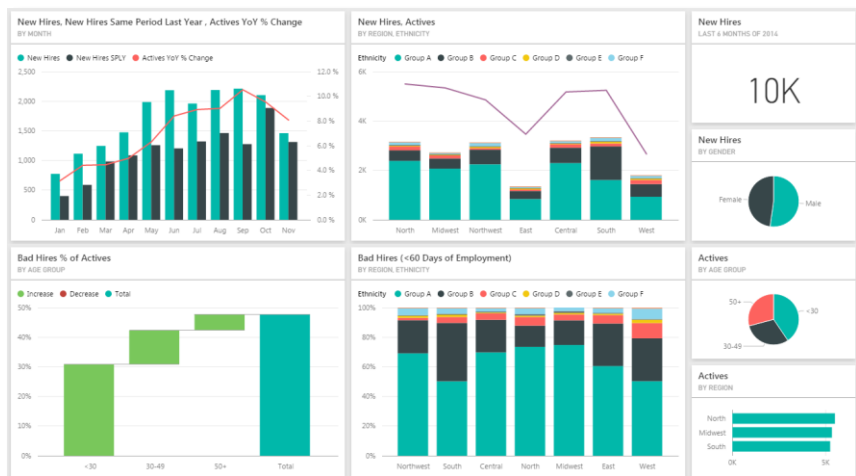 New Hires, New Hires Same Period Last Year , Actives YoY % Change
BY MONTH
New Hires New Hires SPLY Actives YoY % Change
2,500
2,000
1,500
1,000
500
0
12.0 %
10.0 %
8.0 %
6.0 %
4.0 %
2.0 %
0.0 %
Jan Feb Mar Apr May Jun Jul Aug Sep Oct Nov
New Hires, Actives
BY REGION, ETHNICITY
Ethnicity Group A Group B Group C Group D Group E Group F
6K
4K
2K
0K
North Midwest Northwest East Central South West
New Hires
LAST 6 MONTHS OF 2014
10K
New Hires
BY GENDER
Female
Male
Bad Hires % of Actives
BY AGE GROUP
Increase Decrease Total
50%
40%
30%
20%
10%
0%
<30 30-49 50+ Total
Bad Hires (<60 Days of Employment)
BY REGION, ETHNICITY
Ethnicity Group A Group B Group C Group D Group E Group F
100%
80%
60%
40%
20%
0%
Northwest South Central North Midwest East West
Actives
BY AGE GROUP
50+
<30
30-49
Actives
BY REGION
North
Midwest
South
0K 5K